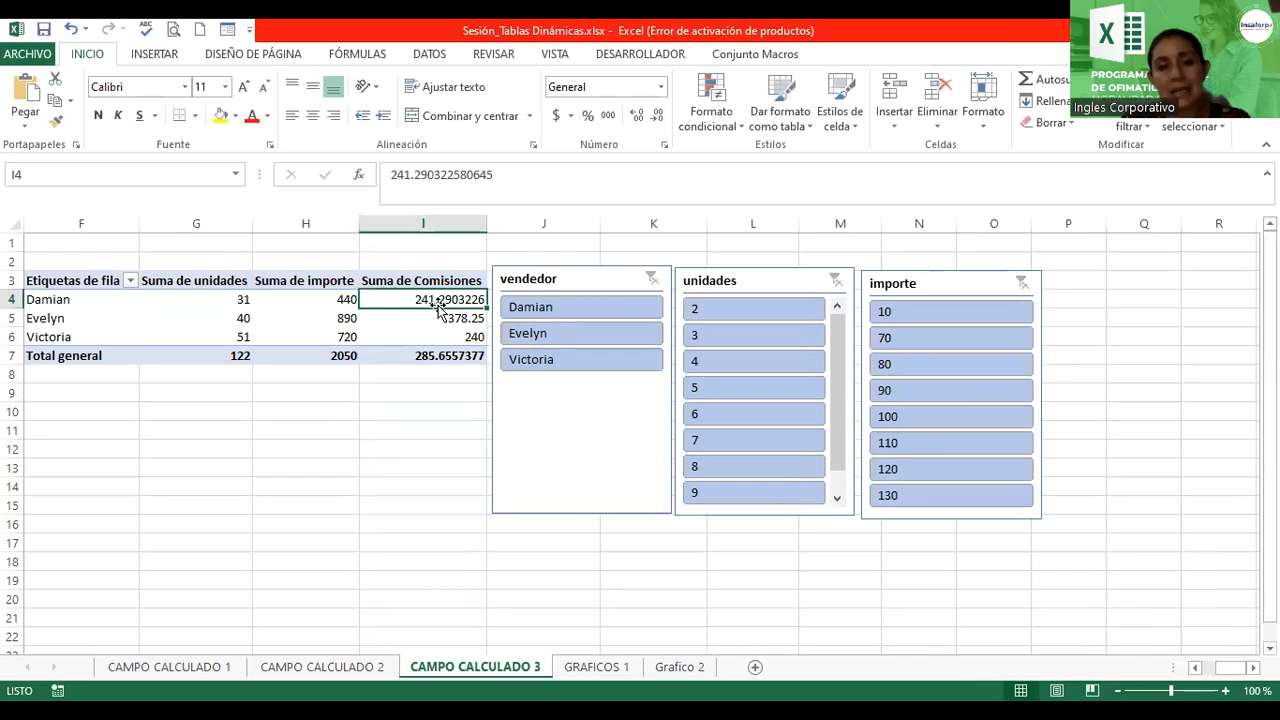 Sesión_Tablas Dinámicas.xlsx - Excel (Error de activación de productos)
ARCHIVO INICIO INSERTAR DISEÑO DE PÁGINA FÓRMULAS DATOS REVISAR VISTA DESARROLLADOR Conjunto Macros
Pegar
Calibri 11
N K S
Ajustar texto
Combinar y centrar
General
$ % 000
Formato condicional
Dar formato como tabla
Estilos de celda
Insertar Eliminar Formato
Autosu
Rellena
Borrar
filtrar
seleccionar
Portapapeles Fuente Alineación Número Estilos Celdas Modificar
PROGRAMA
DE OFIMATIC
Ingles Corporativo
Insaforp
I4 fx 241.290322580645
F G H I J K L M N O P Q R
1
2
3 Etiquetas de fila Suma de unidades Suma de importe Suma de Comisiones
4 Damian 31 440 241.2903226
5 Evelyn 40 890 378.25
6 Victoria 51 720 240
7 Total general 122 2050 285.6557377
8
9
10
11
12
13
14
15
16
17
18
19
20
21
22
vendedor
Damian
Evelyn
Victoria
unidades
2
3
4
5
6
7
8
9
importe
10
70
80
90
100
110
120
130
CAMPO CALCULADO 1 CAMPO CALCULADO 2 CAMPO CALCULADO 3 GRAFICOS 1 Grafico 2
LISTO 100 %